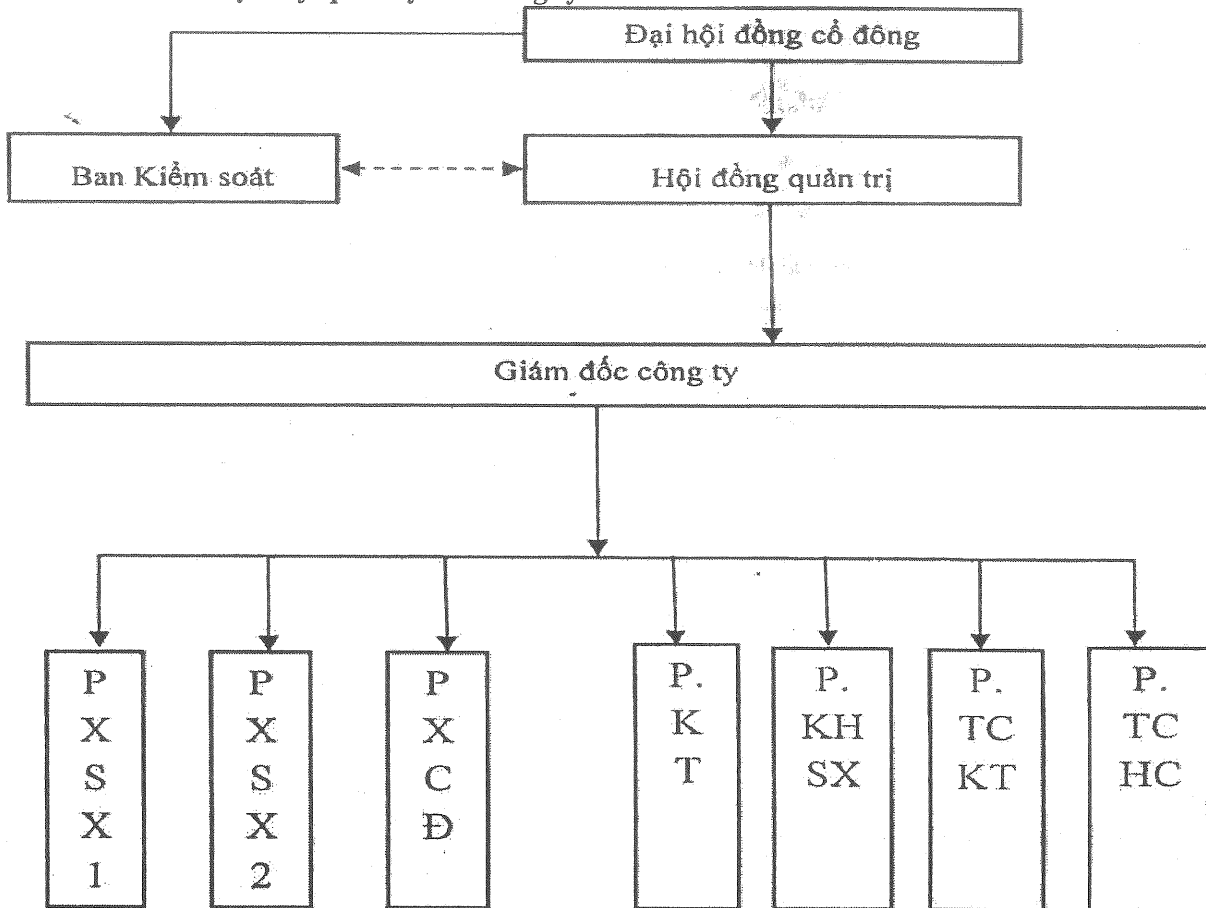 Đại hội đồng cổ đông
Ban Kiểm soát
Hội đồng quản trị
Giám đốc công ty
P
X
S
X
1
P
X
S
X
2
P
X
C
Đ
P.
K
T
P.
KH
SX
P.
TC
KT
P.
TC
HC